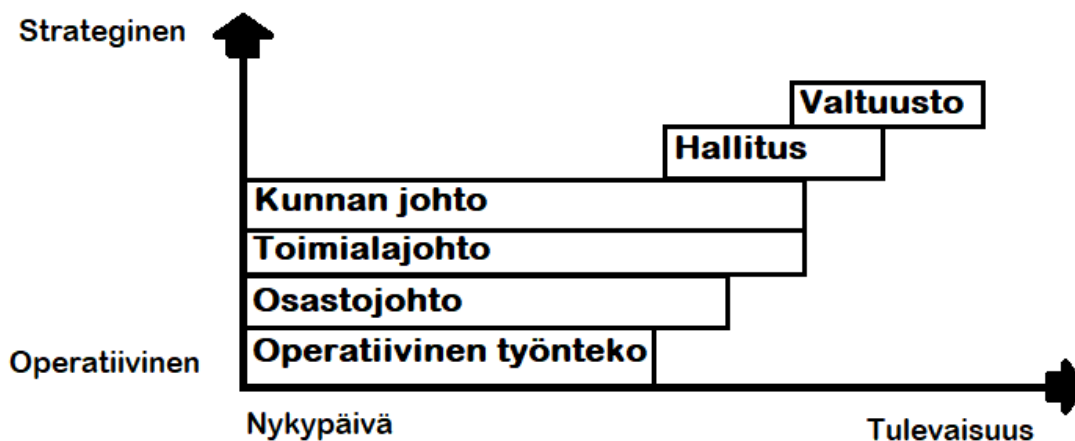 Strateginen
Valtuusto
Hallitus
Kunnan johto
Toimialajohto
Osastojohto
Operatiivinen työnteko
Operatiivinen
Nykypäivä
Tulevaisuus